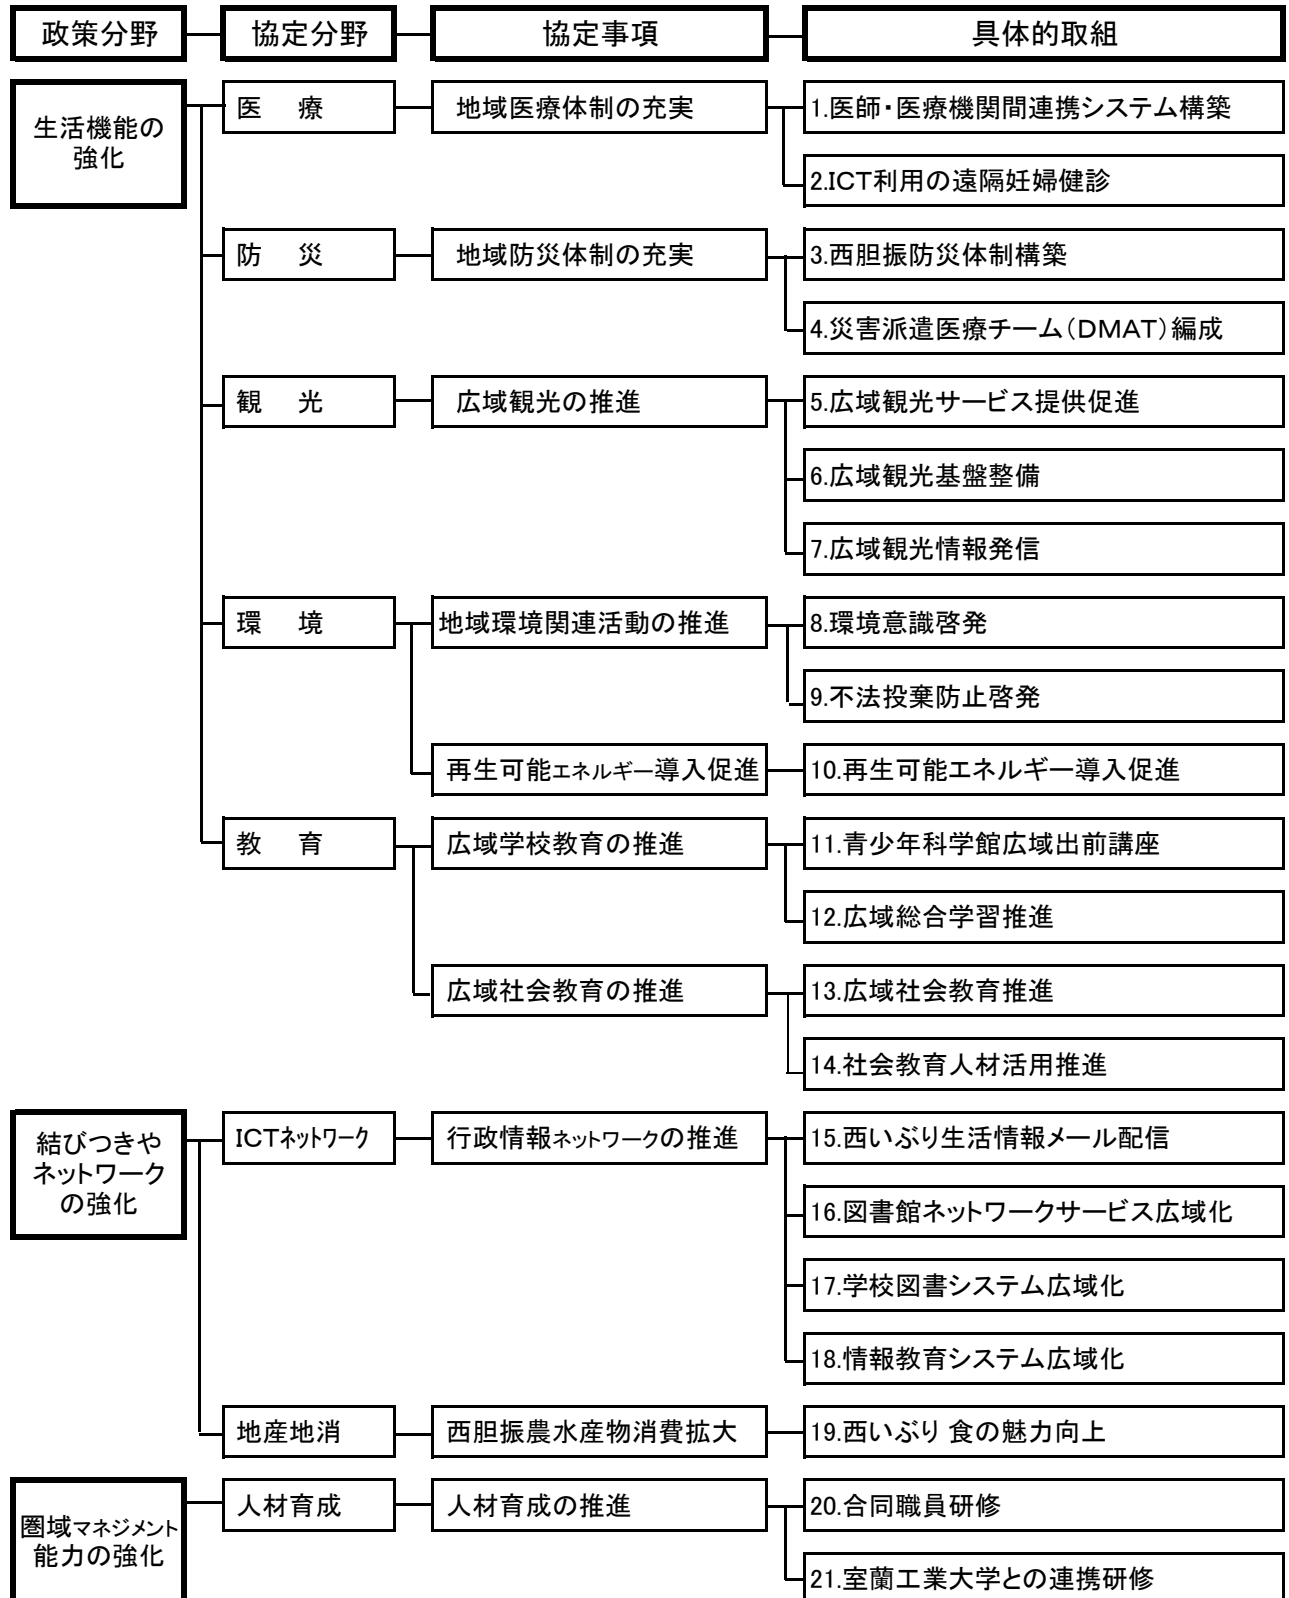 政策分野 協定分野 協定事項 具体的取組
生活機能の
強化
医 療 地域医療体制の充実 1.医師・医療機関間連携システム構築
2.ICT利用の遠隔妊婦健診
防 災 地域防災体制の充実 3.西胆振防災体制構築
4.災害派遣医療チーム(DMAT)編成
観 光 広域観光の推進 5.広域観光サービス提供促進
6.広域観光基盤整備
7.広域観光情報発信
環 境 地域環境関連活動の推進 8.環境意識啓発
9.不法投棄防止啓発
再生可能エネルギー導入促進 10.再生可能エネルギー導入促進
教 育 広域学校教育の推進 11.青少年科学館広域出前講座
12.広域総合学習推進
広域社会教育の推進 13.広域社会教育推進
14.社会教育人材活用推進
結びつきや
ネットワーク
の強化
ICTネットワーク 行政情報ネットワークの推進 15.西いぶり生活情報メール配信
16.図書館ネットワークサービス広域化
17.学校図書システム広域化
18.情報教育システム広域化
地産地消 西胆振農水産物消費拡大 19.西いぶり 食の魅力向上
圏域マネジメント
能力の強化
人材育成 人材育成の推進 20.合同職員研修
21.室蘭工業大学との連携研修